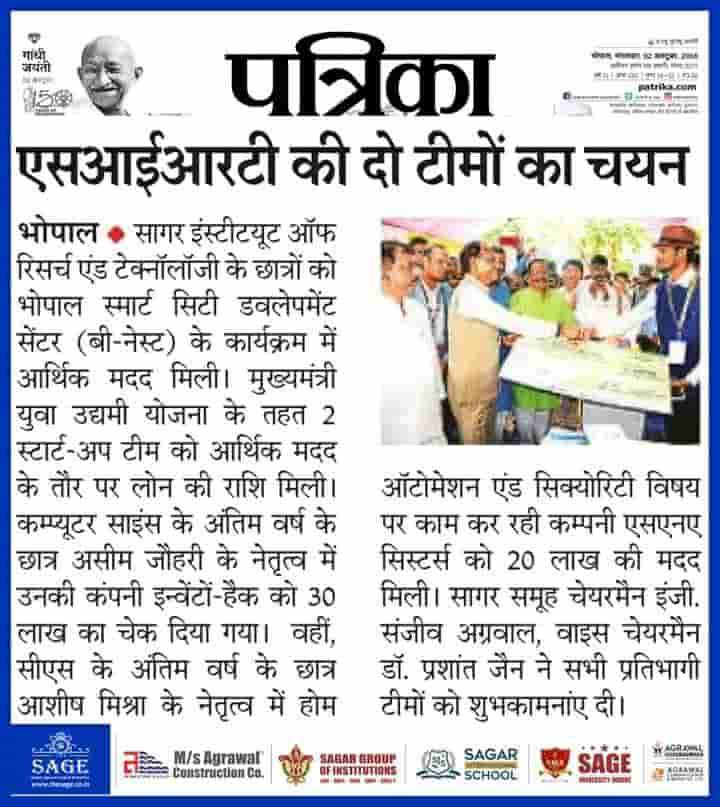 गांधी
जयंती
पत्रिका
भोपाल, मंगलवार, 02 अक्टूबर, 2018
patrika.com
एसआईआरटी की दो टीमों का चयन
भोपाल सागर इंस्टीटयूट ऑफ
रिसर्च एंड टेक्नॉलॉजी के छात्रों को
भोपाल स्मार्ट सिटी डवलेपमेंट
सेंटर (बी-नेस्ट) के कार्यक्रम में
आर्थिक मदद मिली। मुख्यमंत्री
युवा उद्यमी योजना के तहत 2
स्टार्ट-अप टीम को आर्थिक मदद
के तौर पर लोन की राशि मिली।
कम्प्यूटर साइंस के अंतिम वर्ष के
छात्र असीम जौहरी के नेतृत्व में
उनकी कंपनी इन्वेंटों-हैक को 30
लाख का चेक दिया गया। वहीं,
सीएस के अंतिम वर्ष के छात्र
आशीष मिश्रा के नेतृत्व में होम
ऑटोमेशन एंड सिक्योरिटी विषय
पर काम कर रही कम्पनी एसएनए
सिस्टर्स को 20 लाख की मदद
मिली। सागर समूह चेयरमैन इंजी.
संजीव अग्रवाल, वाइस चेयरमैन
डॉ. प्रशांत जैन ने सभी प्रतिभागी
टीमों को शुभकामनांए दी।
SAGE
www.thesage.co.in
M/s Agrawal
Construction Co.
SAGAR GROUP
OF INSTITUTIONS
SAGAR
SCHOOL
SAGE
UNIVERSITY INDORE
AGRAWAL
AGRAWAL